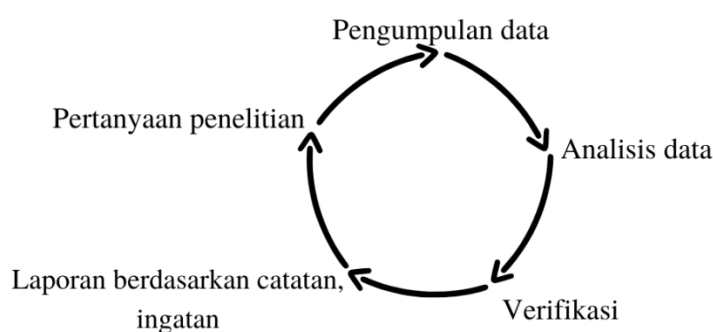 Pengumpulan data
Pertanyaan penelitian
Analisis data
Laporan berdasarkan catatan,
ingatan
Verifikasi